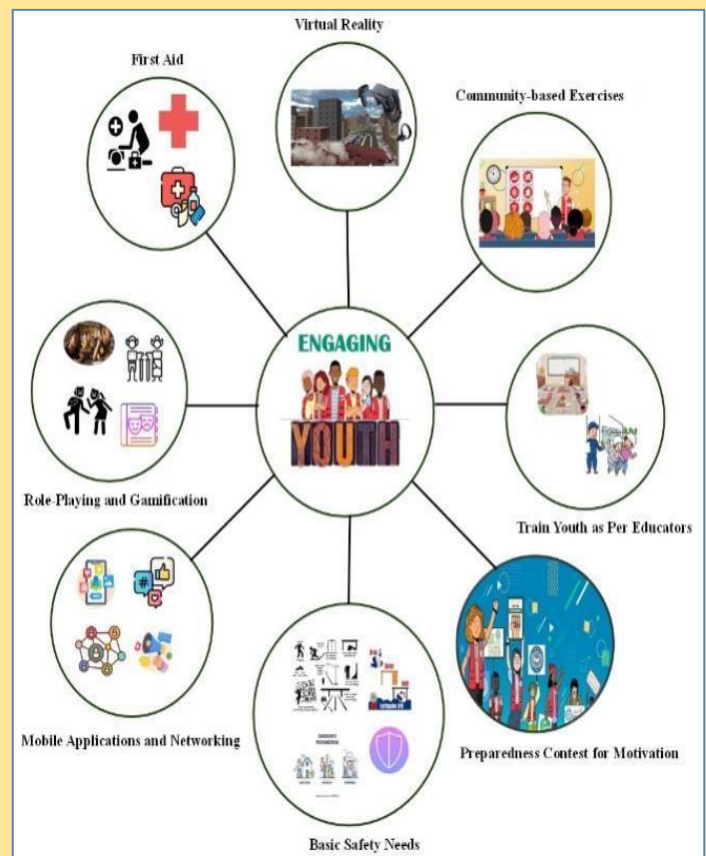 Virtual Reality
First Aid
Community-based Exercises
ENGAGING
YOUTH
Role-Playing and Gamification
Train Youth as Per Educators
Mobile Applications and Networking
Preparedness Contest for Motivation
Basic Safety Needs